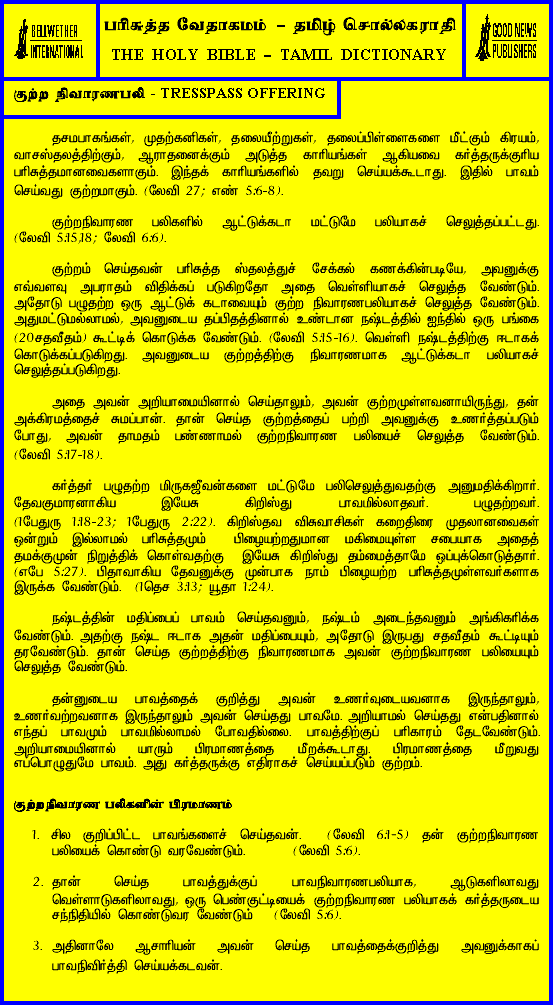 BELLWETHER
INTERNATIONAL
பரிசுத்த வேதாகமம் – தமிழ் சொல்லகராதி
THE HOLY BIBLE – TAMIL DICTIONARY
GOOD NEWS
PUBLISHERS
குற்ற நிவாரணபலி - TRESSPASS OFFERING
தசமபாகங்கள், முதற்கனிகள், தலையீற்றுகள், தலைப்பிள்ளைகளை மீட்கும் கிரயம்,
வாசஸ்தலத்திற்கும், ஆராதனைக்கும் அடுத்த காரியங்கள் ஆகியவை கர்த்தருக்குரிய
பரிசுத்தமானவைகளாகும். இந்தக் காரியங்களில் தவறு செய்யக்கூடாது. இதில் பாவம்
செய்வது குற்றமாகும். (லேவி 27; எண் 5:6-8).
குற்றநிவாரண பலிகளில் ஆட்டுக்கடா மட்டுமே பலியாகச் செலுத்தப்பட்டது.
(லேவி 5:15,18; லேவி 6:6).
குற்றம் செய்தவன் பரிசுத்த ஸ்தலத்துச் சேக்கல் கணக்கின்படியே, அவனுக்கு
எவ்வளவு அபராதம் விதிக்கப் படுகிறதோ அதை வெள்ளியாகச் செலுத்த வேண்டும்.
அதோடு பழுதற்ற ஒரு ஆட்டுக் கடாவையும் குற்ற நிவாரணபலியாகச் செலுத்த வேண்டும்.
அதுமட்டுமல்லாமல், அவனுடைய தப்பிதத்தினால் உண்டான நஷ்டத்தில் ஐந்தில் ஒரு பங்கை
(20சதவீதம்) கூட்டிக் கொடுக்க வேண்டும். (லேவி 5:15-16). வெள்ளி நஷ்டத்திற்கு ஈடாகக்
கொடுக்கப்படுகிறது. அவனுடைய குற்றத்திற்கு நிவாரணமாக ஆட்டுக்கடா பலியாகச்
செலுத்தப்படுகிறது.
அதை அவன் அறியாமையினால் செய்தாலும், அவன் குற்றமுள்ளவனாயிருந்து, தன்
அக்கிரமத்தைச் சுமப்பான். தான் செய்த குற்றத்தைப் பற்றி அவனுக்கு உணர்த்தப்படும்
போது, அவன் தாமதம் பண்ணாமல் குற்றநிவாரண பலியைச் செலுத்த வேண்டும்.
(லேவி 5:17-18).
கர்த்தர் பழுதற்ற மிருகஜீவன்களை மட்டுமே பலிசெலுத்துவதற்கு அனுமதிக்கிறார்.
தேவகுமாரனாகிய இயேசு கிறிஸ்து பாவமில்லாதவர். பழுதற்றவர்.
(1பேதுரு 1:18-23; 1பேதுரு 2:22). கிறிஸ்தவ விசுவாசிகள் கறைதிரை முதலானவைகள்
ஒன்றும் இல்லாமல் பரிசுத்தமும் பிழையற்றதுமான மகிமையுள்ள சபையாக அதைத்
தமக்குமுன் நிறுத்திக் கொள்வதற்கு இயேசு கிறிஸ்து தம்மைத்தாமே ஒப்புக்கொடுத்தார்.
(எபே 5:27). பிதாவாகிய தேவனுக்கு முன்பாக நாம் பிழையற்ற பரிசுத்தமுள்ளவர்களாக
இருக்க வேண்டும். (1தெச 3:13; யூதா 1:24).
நஷ்டத்தின் மதிப்பைப் பாவம் செய்தவனும், நஷ்டம் அடைந்தவனும் அங்கிகரிக்க
வேண்டும். அதற்கு நஷ்ட ஈடாக அதன் மதிப்பையும், அதோடு இருபது சதவீதம் கூட்டியும்
தரவேண்டும். தான் செய்த குற்றத்திற்கு நிவாரணமாக அவன் குற்றநிவாரண பலியையும்
செலுத்த வேண்டும்.
தன்னுடைய பாவத்தைக் குறித்து அவன் உணர்வுடையவனாக இருந்தாலும்,
உணர்வற்றவனாக இருந்தாலும் அவன் செய்தது பாவமே. அறியாமல் செய்தது என்பதினால்
எந்தப் பாவமும் பாவமில்லாமல் போவதில்லை. பாவத்திற்குப் பரிகாரம் தேடவேண்டும்.
அறியாமையினால் யாரும் பிரமாணத்தை மீறக்கூடாது. பிரமாணத்தை மீறுவது
எப்பொழுதுமே பாவம். அது கர்த்தருக்கு எதிராகச் செய்யப்படும் குற்றம்.
குற்றநிவாரண பலிகளின் பிரமாணம்
1. சில குறிப்பிட்ட பாவங்களைச் செய்தவன். (லேவி 6:1-5) தன் குற்றநிவாரண
பலியைக் கொண்டு வரவேண்டும். (லேவி 5:6).
2. தான் செய்த பாவத்துக்குப் பாவநிவாரணபலியாக, ஆடுகளிலாவது
வெள்ளாடுகளிலாவது, ஒரு பெண்குட்டியைக் குற்றநிவாரண பலியாகக் கர்த்தருடைய
சந்நிதியில் கொண்டுவர வேண்டும் (லேவி 5:6).
3. அதினாலே ஆசாரியன் அவன் செய்த பாவத்தைக்குறித்து அவனுக்காகப்
பாவநிவிர்த்தி செய்யக்கடவன்.